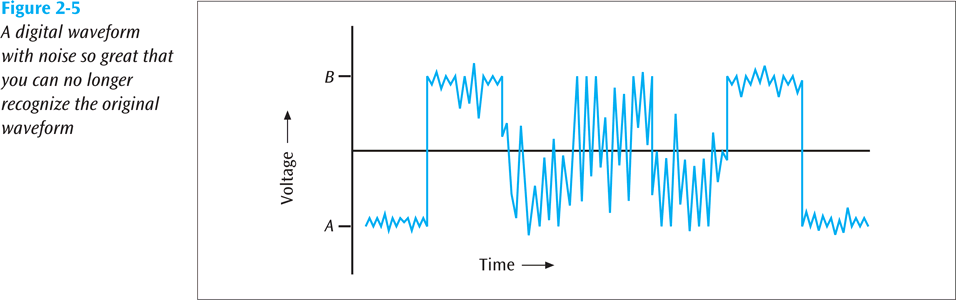 Figure 2-5
A digital waveform
with noise so great that
you can no longer
recognize the original
waveform
B
Voltage
A
Time